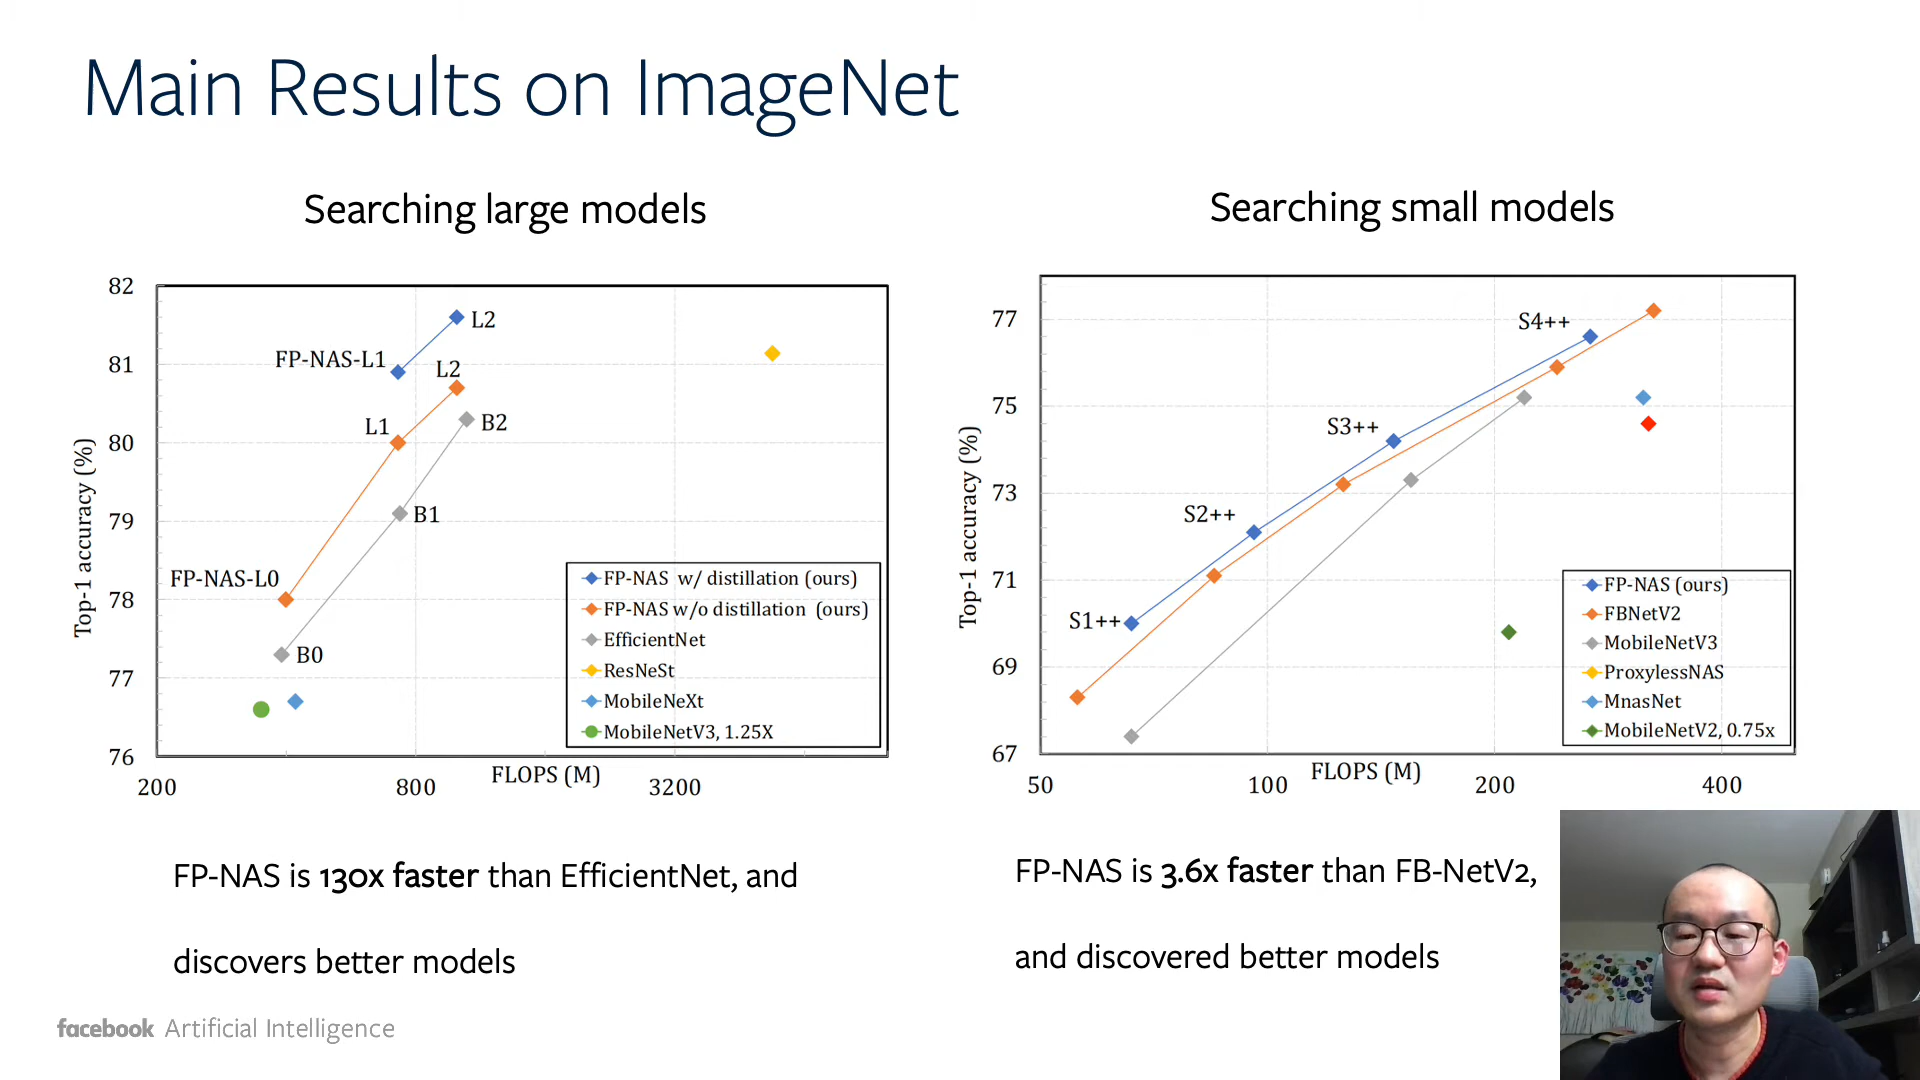 Main Results on ImageNet
Searching large models
82
81
80
79
78
77
76
Top-1 accuracy (%)
200
800
3200
FLOPS (M)
FP-NAS-L1
L2
L2
L1
B2
B1
FP-NAS-L0
B0
FP-NAS w/ distillation (ours)
FP-NAS w/o distillation (ours)
EfficientNet
ResNeSt
MobileNeXt
MobileNetV3, 1.25X
FP-NAS is 130x faster than EfficientNet, and
discovers better models
Searching small models
77
75
73
71
69
67
Top-1 accuracy (%)
50
100
200
400
FLOPS (M)
S4++
S3++
S2++
S1++
FP-NAS (ours)
FBNetV2
MobileNetV3
ProxylessNAS
MnasNet
MobileNetV2, 0.75x
FP-NAS is 3.6x faster than FB-NetV2,
and discovered better models
facebook Artificial Intelligence